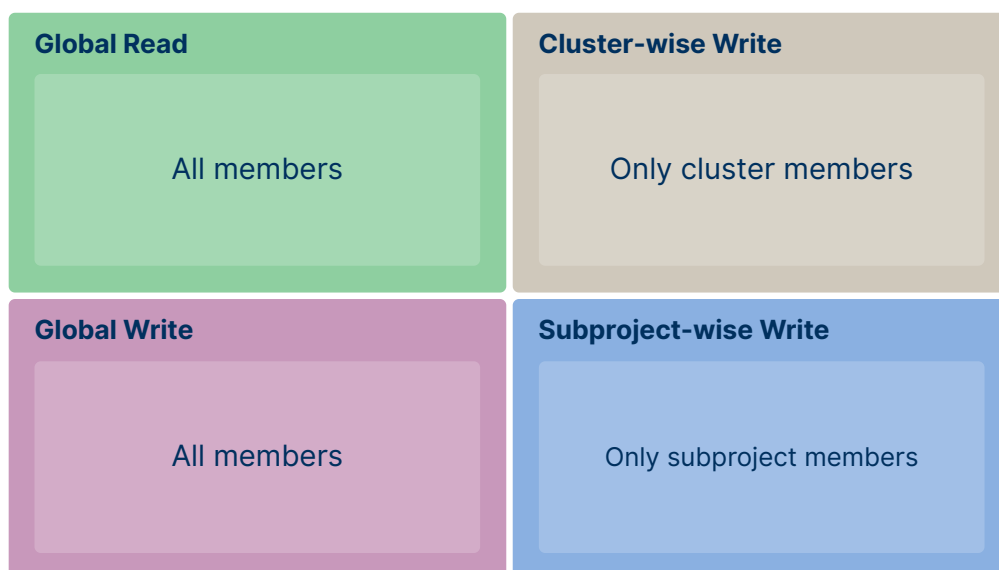 Global Read
All members
Cluster-wise Write
Only cluster members
Global Write
All members
Subproject-wise Write
Only subproject members